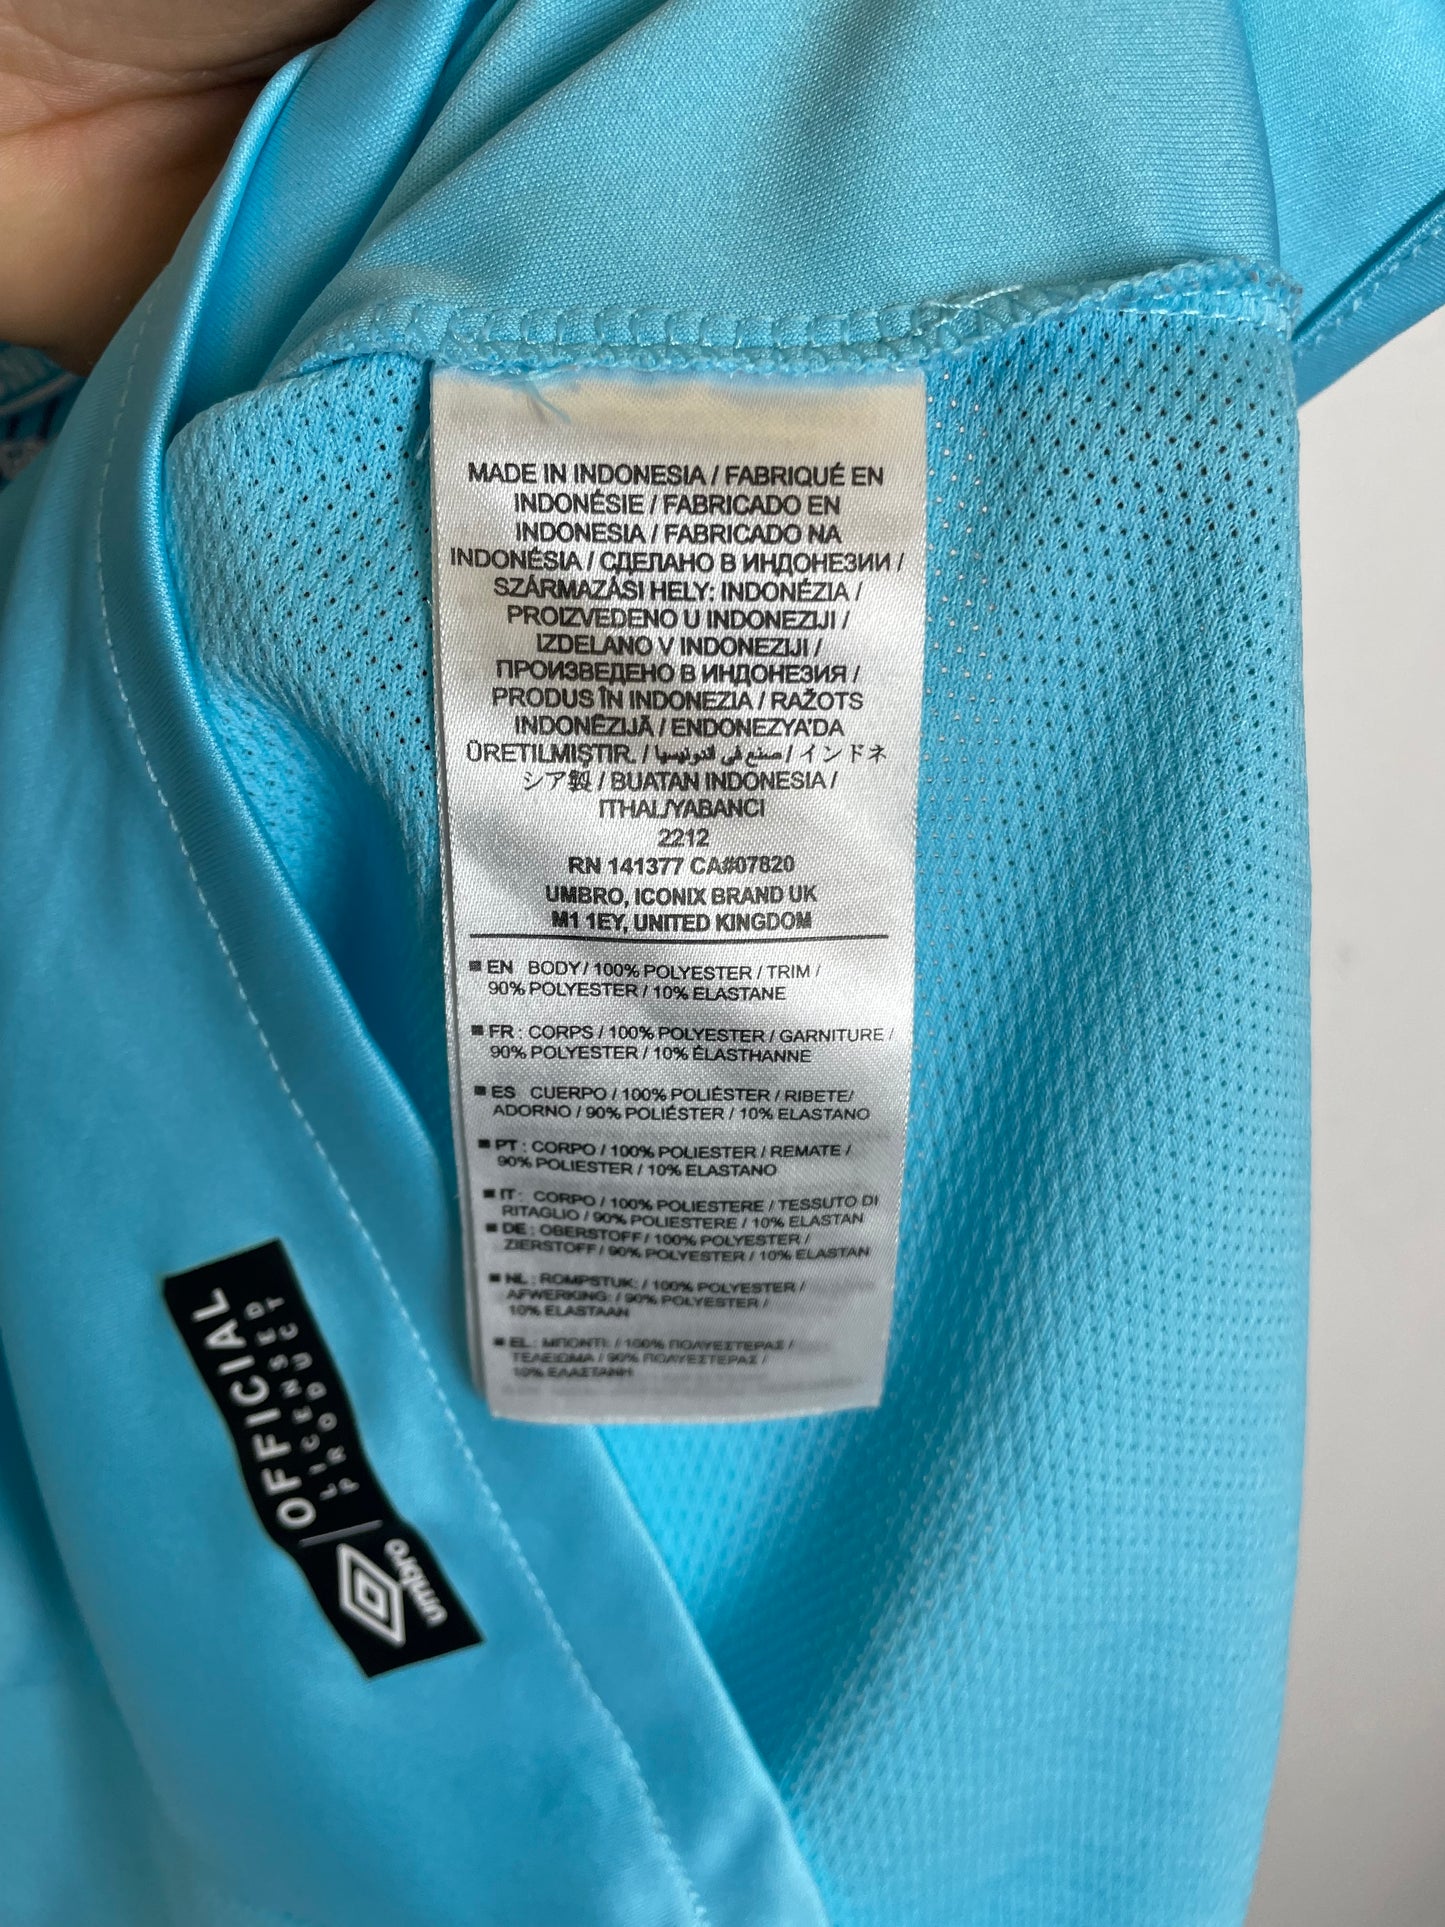 MADE IN INDONESIA / FABRIQUÉ EN
INDONÉSIE / FABRICADO EN
INDONESIA / FABRICADO NA
INDONÉSIA / СДЕЛАНО В ИНДОНЕЗИИ /
SZÁRMAZÁSI HELY: INDONÉZIA /
PROIZVEDENO U INDONEZIJI /
IZDELANO V INDONEZIJI /
ПРОИЗВЕДЕНО В ИНДОНЕЗИЯ /
PRODUS ÎN INDONEZIA / RAŽOTS
INDONĒZIJĀ / ENDONEZYA'DA
ÜRETILMIŞTIR. / صنع في اندونيسيا / インドネ
シア製 / BUATAN INDONESIA /
ITHAL/YABANCI
2212
RN 141377 CA#07820
UMBRO, ICONIX BRAND UK
M1 1EY, UNITED KINGDOM
■ EN BODY/ 100% POLYESTER / TRIM /
90% POLYESTER / 10% ELASTANE
■ FR : CORPS / 100% POLYESTER / GARNITURE /
90% POLYESTER / 10% ÉLASTHANNE
■ ES CUERPO / 100% POLIÉSTER / RIBETE/
ADORNO / 90% POLIÉSTER / 10% ELASTANO
■ PT : CORPO / 100% POLIESTER / REMATE /
90% POLIESTER / 10% ELASTANO
■ IT : CORPO / 100% POLIESTERE / TESSUTO DI
RITAGLIO / 90% POLIESTERE / 10% ELASTAN
■ DE : OBERSTOFF / 100% POLYESTER /
ZIERSTOFF / 90% POLYESTER / 10% ELASTAN
■ NL : ROMPSTUK: / 100% POLYESTER /
AFWERKING: / 90% POLYESTER /
10% ELASTAAN
■ EL : ΜΠΟΝΤΙ: / 100% ΠΟΛΥΕΣΤΕΡΑΣ /
ΤΕΛΕΙΩΜΑ / 90% ΠΟΛΥΕΣΤΕΡΑΣ /
10% ΕΛΑΣΤΑΝΗ
OFFICIAL
LICENSED
PRODUCT
umbro